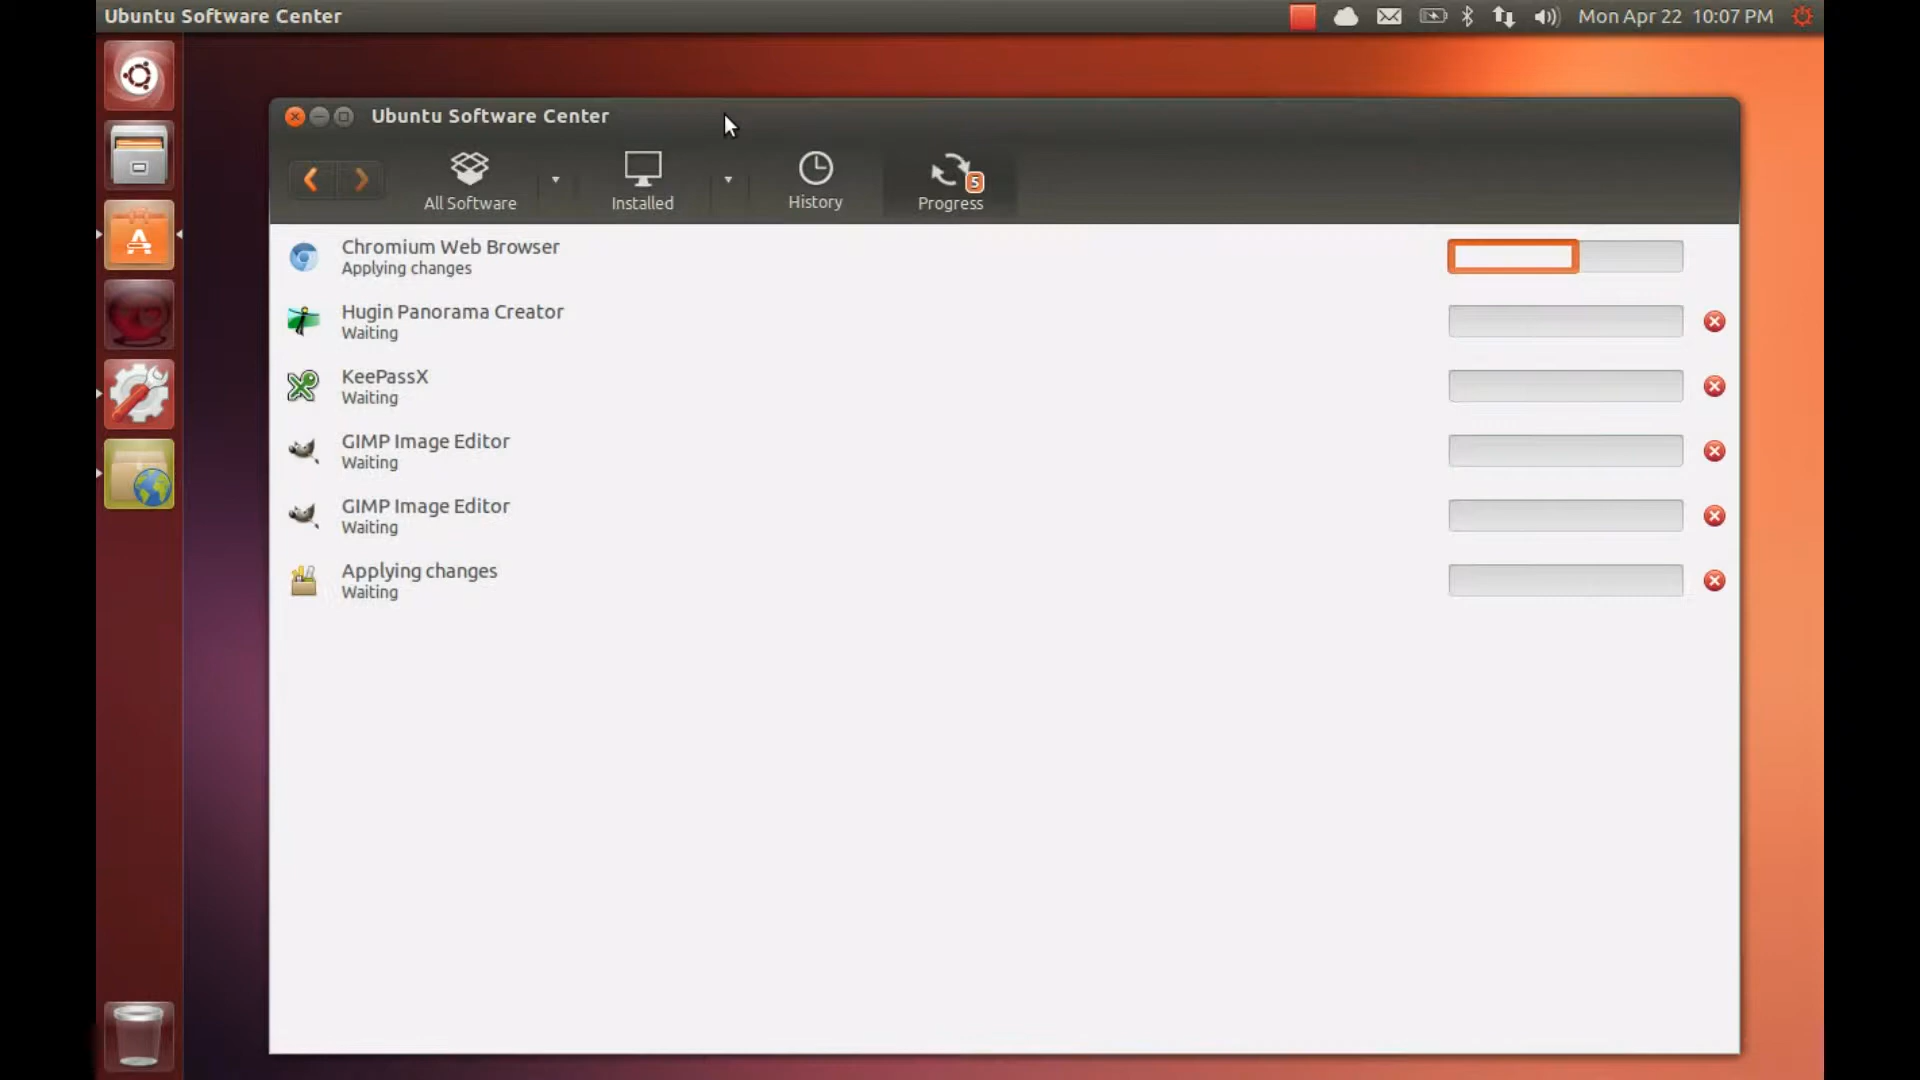 Ubuntu Software Center
Mon Apr 22 10:07 PM
Ubuntu Software Center
All Software
Installed
History
5
Progress
Chromium Web Browser
Applying changes
Hugin Panorama Creator
Waiting
KeePassX
Waiting
GIMP Image Editor
Waiting
GIMP Image Editor
Waiting
Applying changes
Waiting